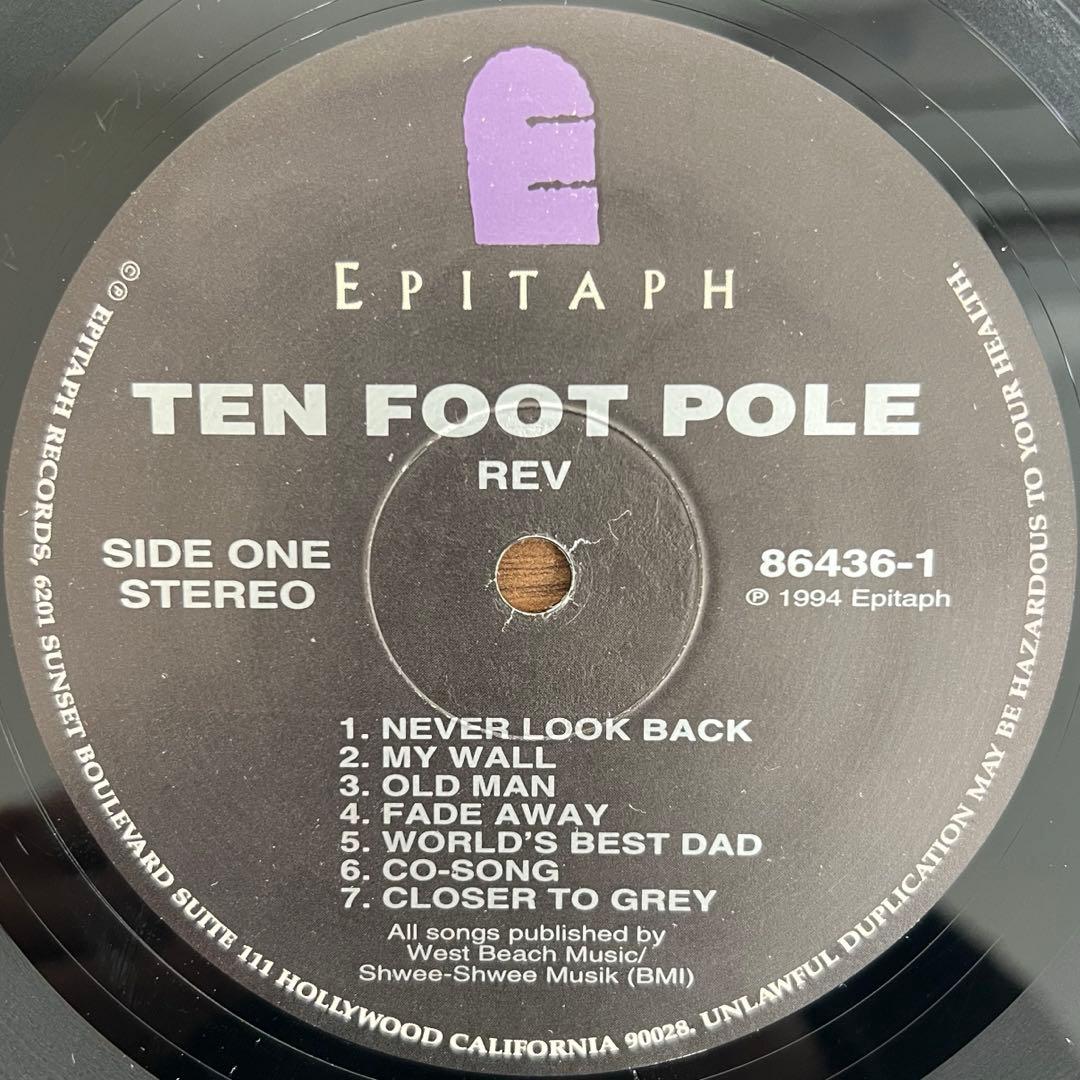 EPITAPH
TEN FOOT POLE
REV
SIDE ONE
STEREO
86436-1
℗ 1994 Epitaph
1. NEVER LOOK BACK
2. MY WALL
3. OLD MAN
4. FADE AWAY
5. WORLD'S BEST DAD
6. CO-SONG
7. CLOSER TO GREY
All songs published by
West Beach Music/
Shwee-Shwee Musik (BMI)
© ℗ EPITAPH RECORDS, 6201 SUNSET BOULEVARD SUITE 111 HOLLYWOOD CALIFORNIA 90028. UNLAWFUL DUPLICATION MAY BE HAZARDOUS TO YOUR HEALTH.